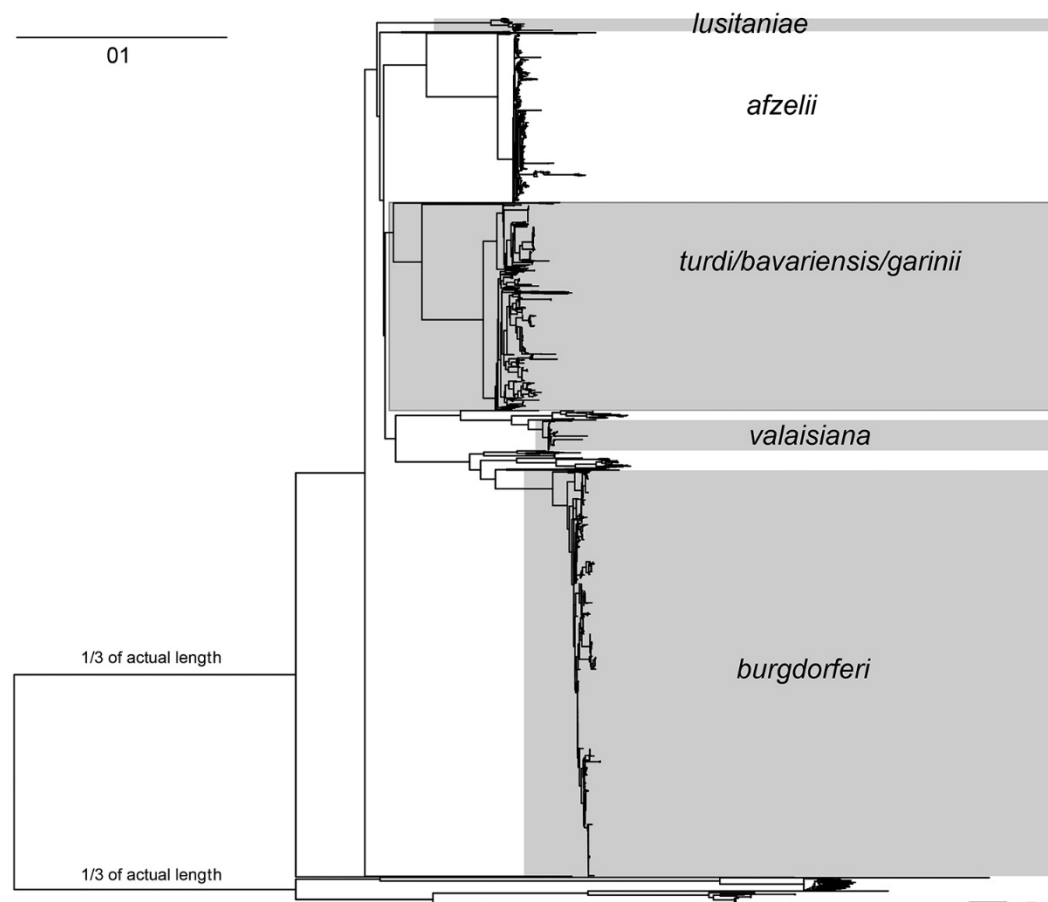 lusitaniae
01
afzelii
turdi/bavariensis/garinii
valaisiana
1/3 of actual length
burgdorferi
1/3 of actual length